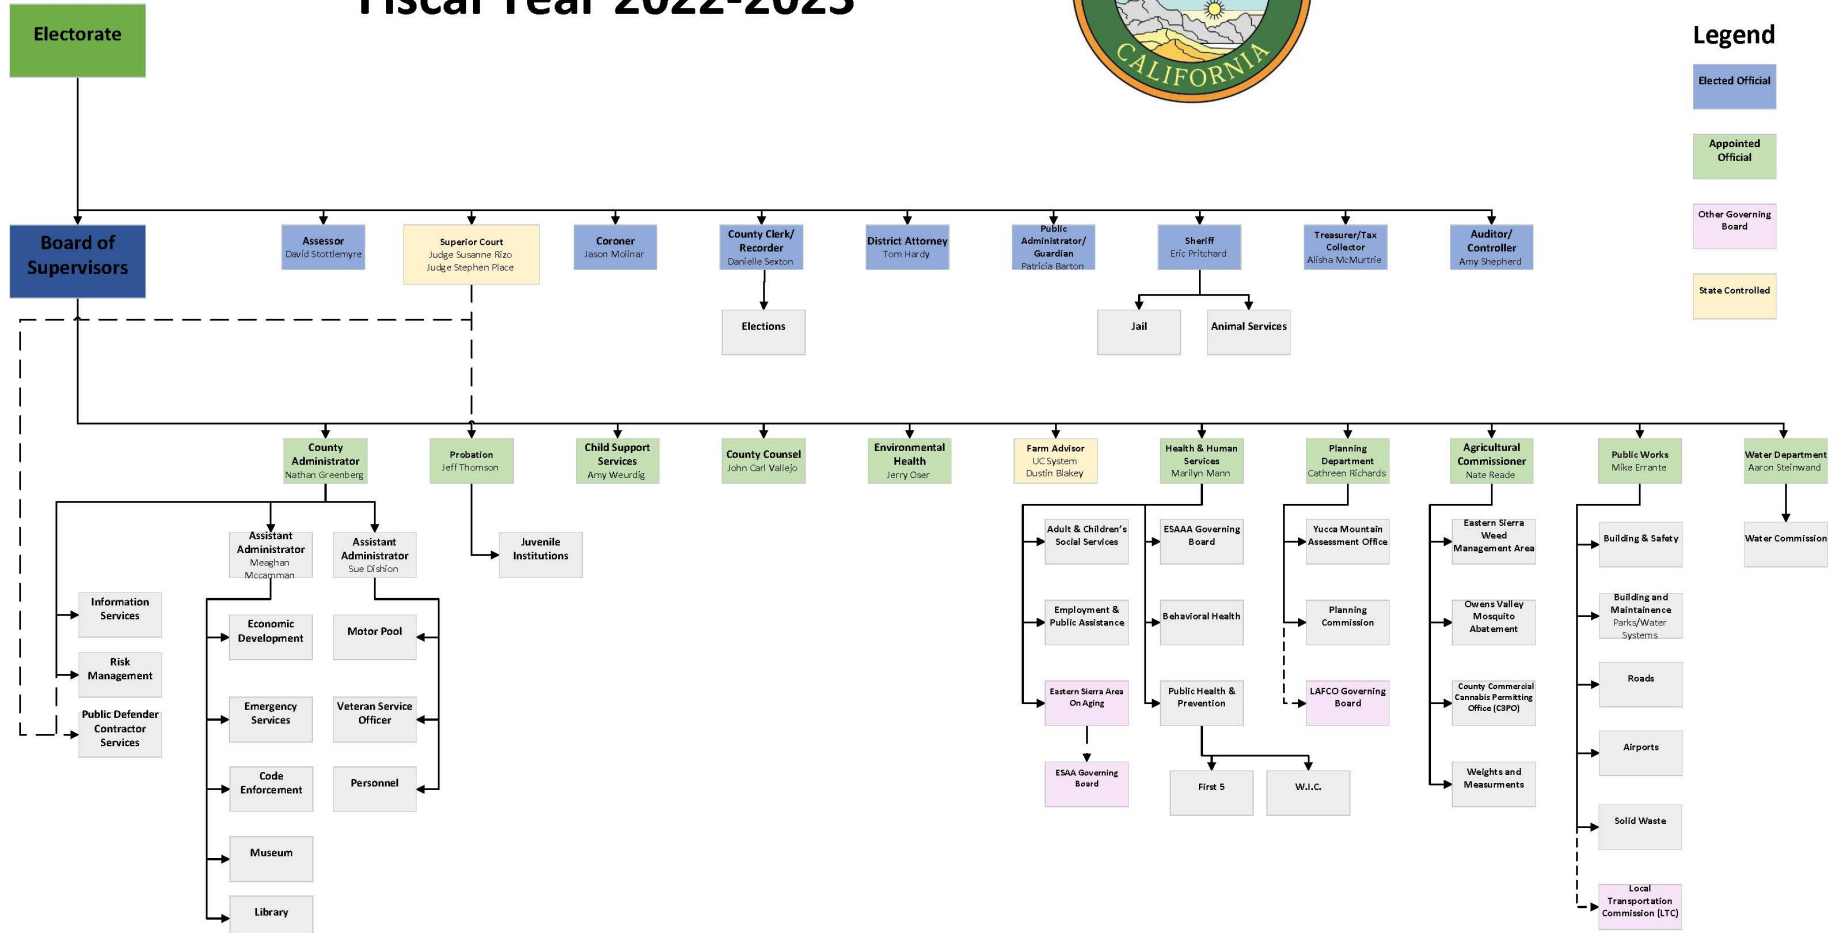 Fiscal Year 2022-2023
CALIFORNIA
Electorate
Legend
Elected Official
Appointed
Official
Other Governing
Board
State Controlled
Board of
Supervisors
Assessor
David Stottlemyre
Superior Court
Judge Susanne Rizo
Judge Stephen Place
Coroner
Jason Molinar
County Clerk/
Recorder
Danielle Sexton
District Attorney
Tom Hardy
Public
Administrator/
Guardian
Patricia Barton
Sheriff
Eric Pritchard
Treasurer/Tax
Collector
Alisha McMurtrie
Auditor/
Controller
Amy Shepherd
Elections
Jail
Animal Services
County
Administrator
Nathan Greenberg
Probation
Jeff Thomson
Child Support
Services
Amy Weurdig
County Counsel
John Carl Vallejo
Environmental
Health
Jerry Oser
Farm Advisor
UC System
Dustin Blakey
Health & Human
Services
Marilyn Mann
Planning
Department
Cathreen Richards
Agricultural
Commissioner
Nate Reade
Public Works
Mike Errante
Water Department
Aaron Steinwand
Assistant
Administrator
Meaghan
Mccamman
Assistant
Administrator
Sue Dishion
Juvenile
Institutions
Adult & Children's
Social Services
ESAAA Governing
Board
Yucca Mountain
Assessment Office
Eastern Sierra
Weed
Management Area
Building & Safety
Water Commission
Information
Services
Economic
Development
Motor Pool
Employment &
Public Assistance
Behavioral Health
Planning
Commission
Owens Valley
Mosquito
Abatement
Building and
Maintainence
Parks/Water
Systems
Risk
Management
Emergency
Services
Veteran Service
Officer
Eastern Sierra Area
On Aging
Public Health &
Prevention
LAFCO Governing
Board
County Commercial
Cannabis Permitting
Office (C3PO)
Roads
Public Defender
Contractor
Services
Code
Enforcement
Personnel
ESAA Governing
Board
First 5
W.I.C.
Weights and
Measurments
Airports
Museum
Solid Waste
Library
Local
Transportation
Commission (LTC)